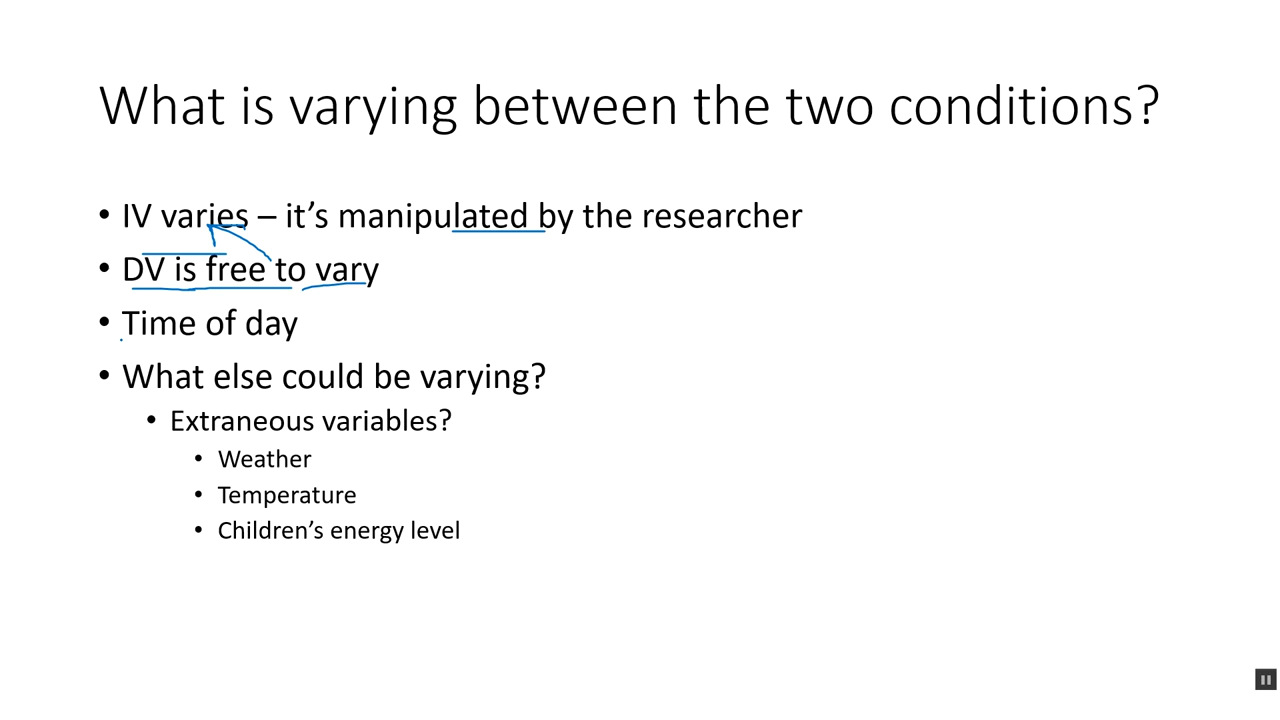 What is varying between the two conditions?
• IV varies – it’s manipulated by the researcher
• DV is free to vary
• Time of day
• What else could be varying?
• Extraneous variables?
• Weather
• Temperature
• Children’s energy level